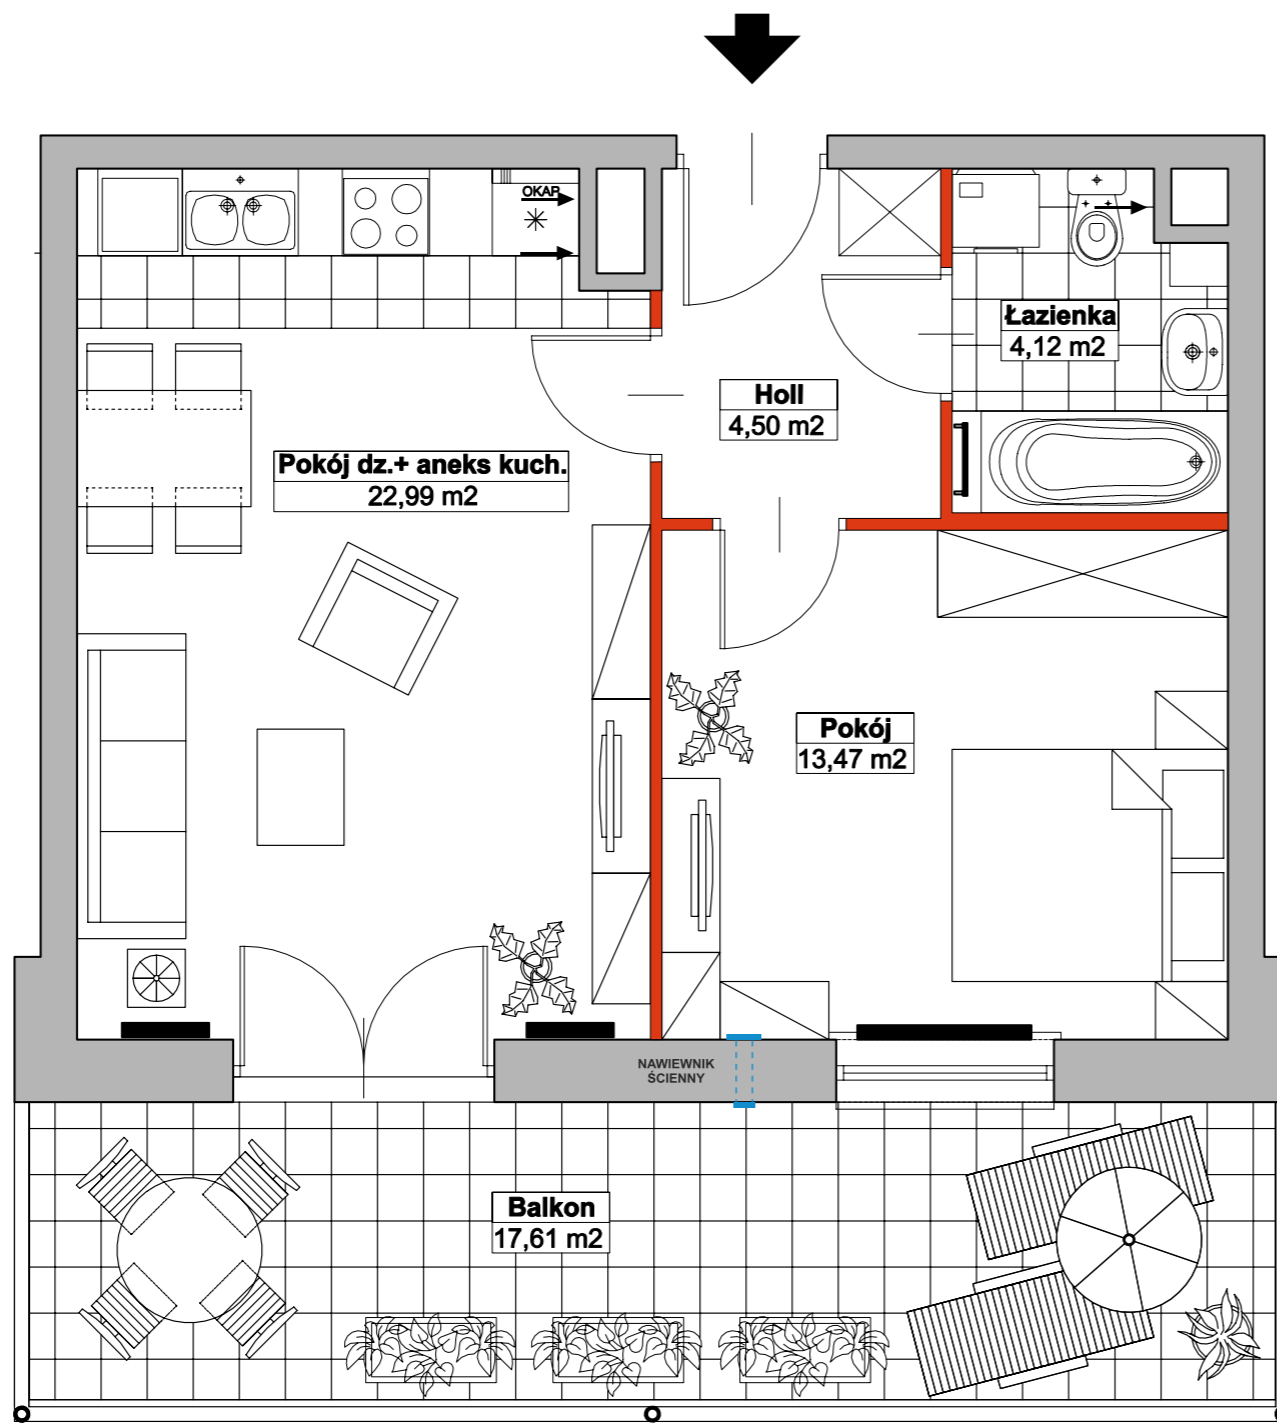 OKAP
Łazienka
4,12 m2
Holl
4,50 m2
Pokój dz.+ aneks kuch.
22,99 m2
Pokój
13,47 m2
NAWIEWNIK
ŚCIENNY
Balkon
17,61 m2